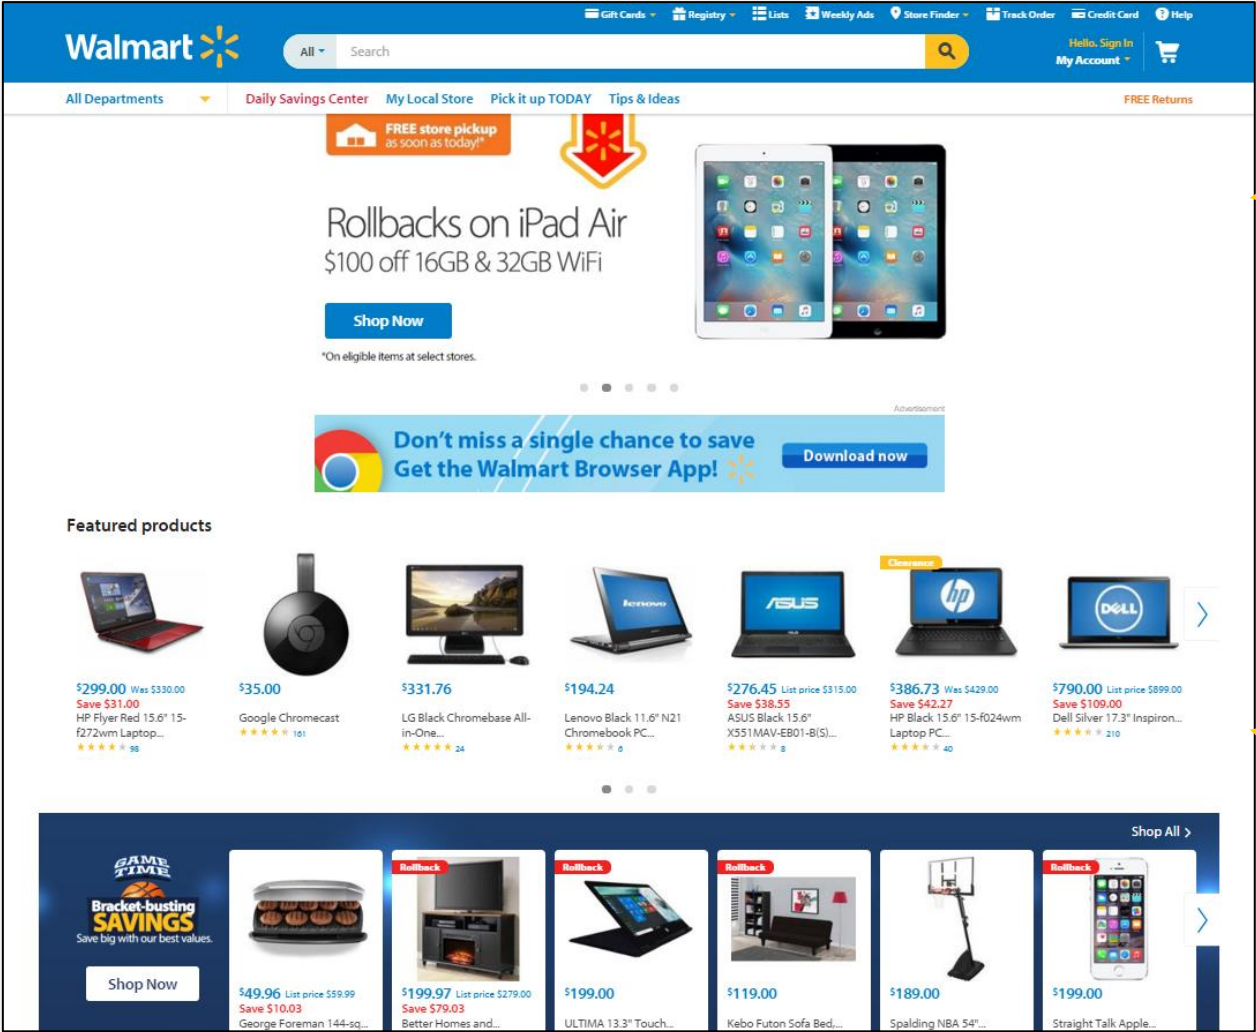 Gift Cards Registry Lists Weekly Ads Store Finder Track Order Credit Card Help
Walmart
All Search
Hello. Sign In
My Account
All Departments Daily Savings Center My Local Store Pick it up TODAY Tips & Ideas FREE Returns
FREE store pickup
as soon as today!*
Rollbacks on iPad Air
$100 off 16GB & 32GB WiFi
Shop Now
*On eligible items at select stores.
Advertisement
Don't miss a single chance to save
Get the Walmart Browser App!
Download now
Featured products
lenovo
ASUS
Clearance
hp
DELL
$299.00 Was $330.00
Save $31.00
HP Flyer Red 15.6" 15-
f272wm Laptop...
98
$35.00
Google Chromecast
161
$331.76
LG Black Chromebase All-
in-One...
24
$194.24
Lenovo Black 11.6" N21
Chromebook PC...
6
$276.45 List price $315.00
Save $38.55
ASUS Black 15.6"
X551MAV-EB01-B(S)...
8
$386.73 Was $429.00
Save $42.27
HP Black 15.6" 15-f024wm
Laptop PC...
40
$790.00 List price $899.00
Save $109.00
Dell Silver 17.3" Inspiron...
210
Shop All
GAME
TIME
Bracket-busting
SAVINGS
Save big with our best values.
Shop Now
$49.96 List price $59.99
Save $10.03
George Foreman 144-sq...
Rollback
$199.97 List price $279.00
Save $79.03
Better Homes and...
Rollback
$199.00
ULTIMA 13.3" Touch...
Rollback
$119.00
Kebo Futon Sofa Bed,...
$189.00
Spalding NBA 54"...
Rollback
$199.00
Straight Talk Apple...